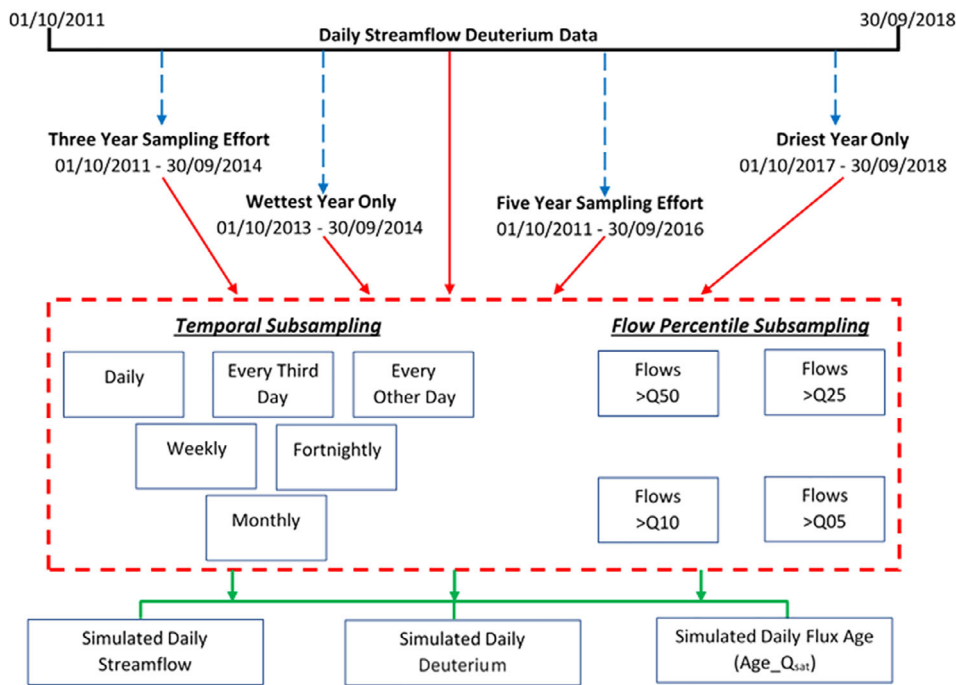 01/10/2011
30/09/2018
Daily Streamflow Deuterium Data
Three Year Sampling Effort
01/10/2011 - 30/09/2014
Driest Year Only
01/10/2017 - 30/09/2018
Wettest Year Only
01/10/2013 - 30/09/2014
Five Year Sampling Effort
01/10/2011 - 30/09/2016
Temporal Subsampling
Daily
Every Third
Day
Every
Other Day
Weekly
Fortnightly
Monthly
Flow Percentile Subsampling
Flows
>Q50
Flows
>Q25
Flows
>Q10
Flows
>Q05
Simulated Daily
Streamflow
Simulated Daily
Deuterium
Simulated Daily Flux Age
(Age_Qsat)